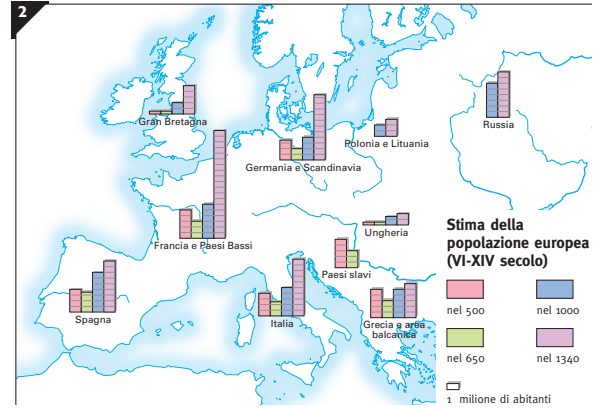 2
Gran Bretagna
Germania e Scandinavia
Polonia e Lituania
Russia
Francia e Paesi Bassi
Ungheria
Paesi slavi
Spagna
Italia
Grecia e area
balcanica
Stima della
popolazione europea
(VI-XIV secolo)
nel 500
nel 1000
nel 650
nel 1340
1 milione di abitanti